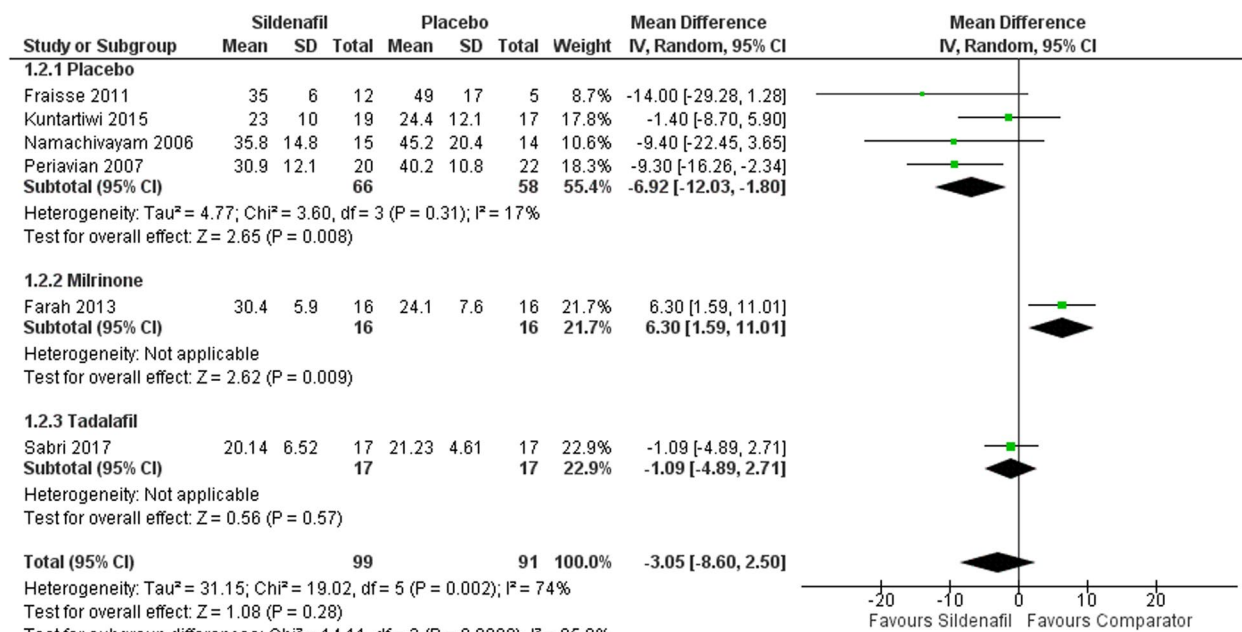 Sildenafil Placebo Mean Difference Mean Difference
Study or Subgroup Mean SD Total Mean SD Total Weight IV, Random, 95% CI IV, Random, 95% CI
1.2.1 Placebo
Fraisse 2011 35 6 12 49 17 5 8.7% -14.00 [-29.28, 1.28]
Kuntartiwi 2015 23 10 19 24.4 12.1 17 17.8% -1.40 [-8.70, 5.90]
Namachivayam 2006 35.8 14.8 15 45.2 20.4 14 10.6% -9.40 [-22.45, 3.65]
Periavian 2007 30.9 12.1 20 40.2 10.8 22 18.3% -9.30 [-16.26, -2.34]
Subtotal (95% CI) 66 58 55.4% -6.92 [-12.03, -1.80]
Heterogeneity: Tau² = 4.77; Chi² = 3.60, df = 3 (P = 0.31); I² = 17%
Test for overall effect: Z = 2.65 (P = 0.008)
1.2.2 Milrinone
Farah 2013 30.4 5.9 16 24.1 7.6 16 21.7% 6.30 [1.59, 11.01]
Subtotal (95% CI) 16 16 21.7% 6.30 [1.59, 11.01]
Heterogeneity: Not applicable
Test for overall effect: Z = 2.62 (P = 0.009)
1.2.3 Tadalafil
Sabri 2017 20.14 6.52 17 21.23 4.61 17 22.9% -1.09 [-4.89, 2.71]
Subtotal (95% CI) 17 17 22.9% -1.09 [-4.89, 2.71]
Heterogeneity: Not applicable
Test for overall effect: Z = 0.56 (P = 0.57)
Total (95% CI) 99 91 100.0% -3.05 [-8.60, 2.50]
Heterogeneity: Tau² = 31.15; Chi² = 19.02, df = 5 (P = 0.002); I² = 74%
-20 -10 0 10 20
Test for overall effect: Z = 1.08 (P = 0.28)
Favours Sildenafil Favours Comparator